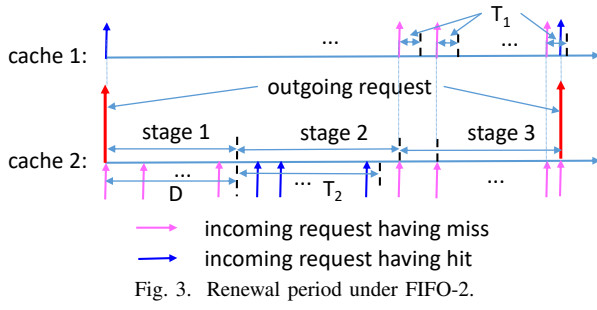 T1
... ...
cache 1:
outgoing request
stage 1 stage 2 stage 3
cache 2:
... ... ...
D T2
incoming request having miss
incoming request having hit
Fig. 3. Renewal period under FIFO-2.